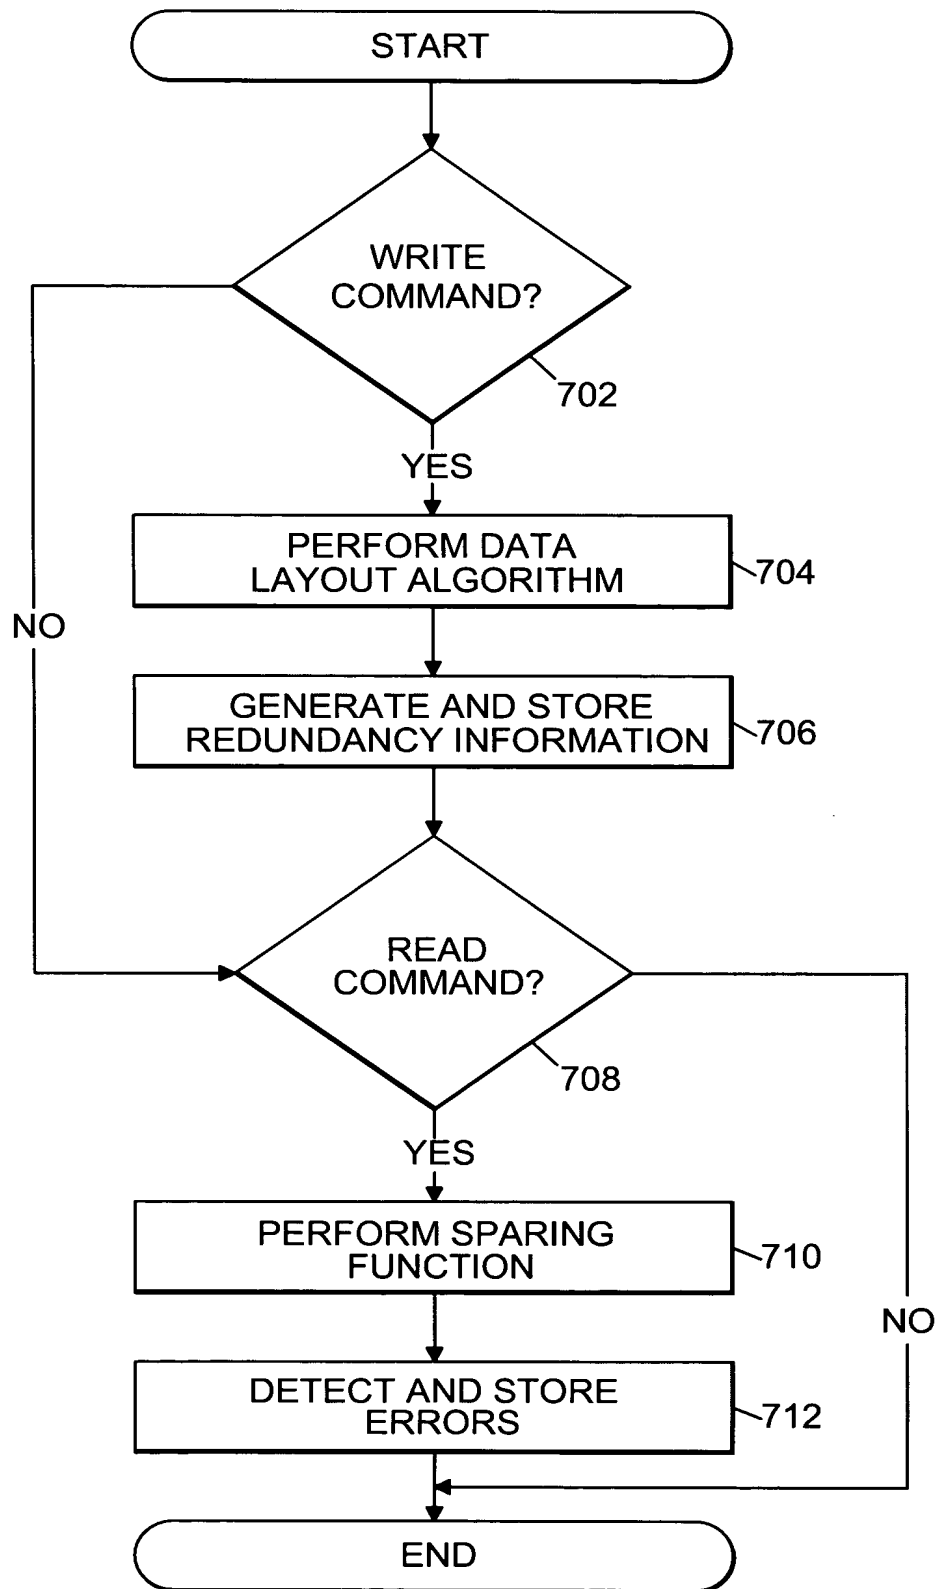 START
WRITE
COMMAND?
702
YES
PERFORM DATA
LAYOUT ALGORITHM
704
NO
GENERATE AND STORE
REDUNDANCY INFORMATION
706
READ
COMMAND?
708
YES
PERFORM SPARING
FUNCTION
710
NO
DETECT AND STORE
ERRORS
712
END